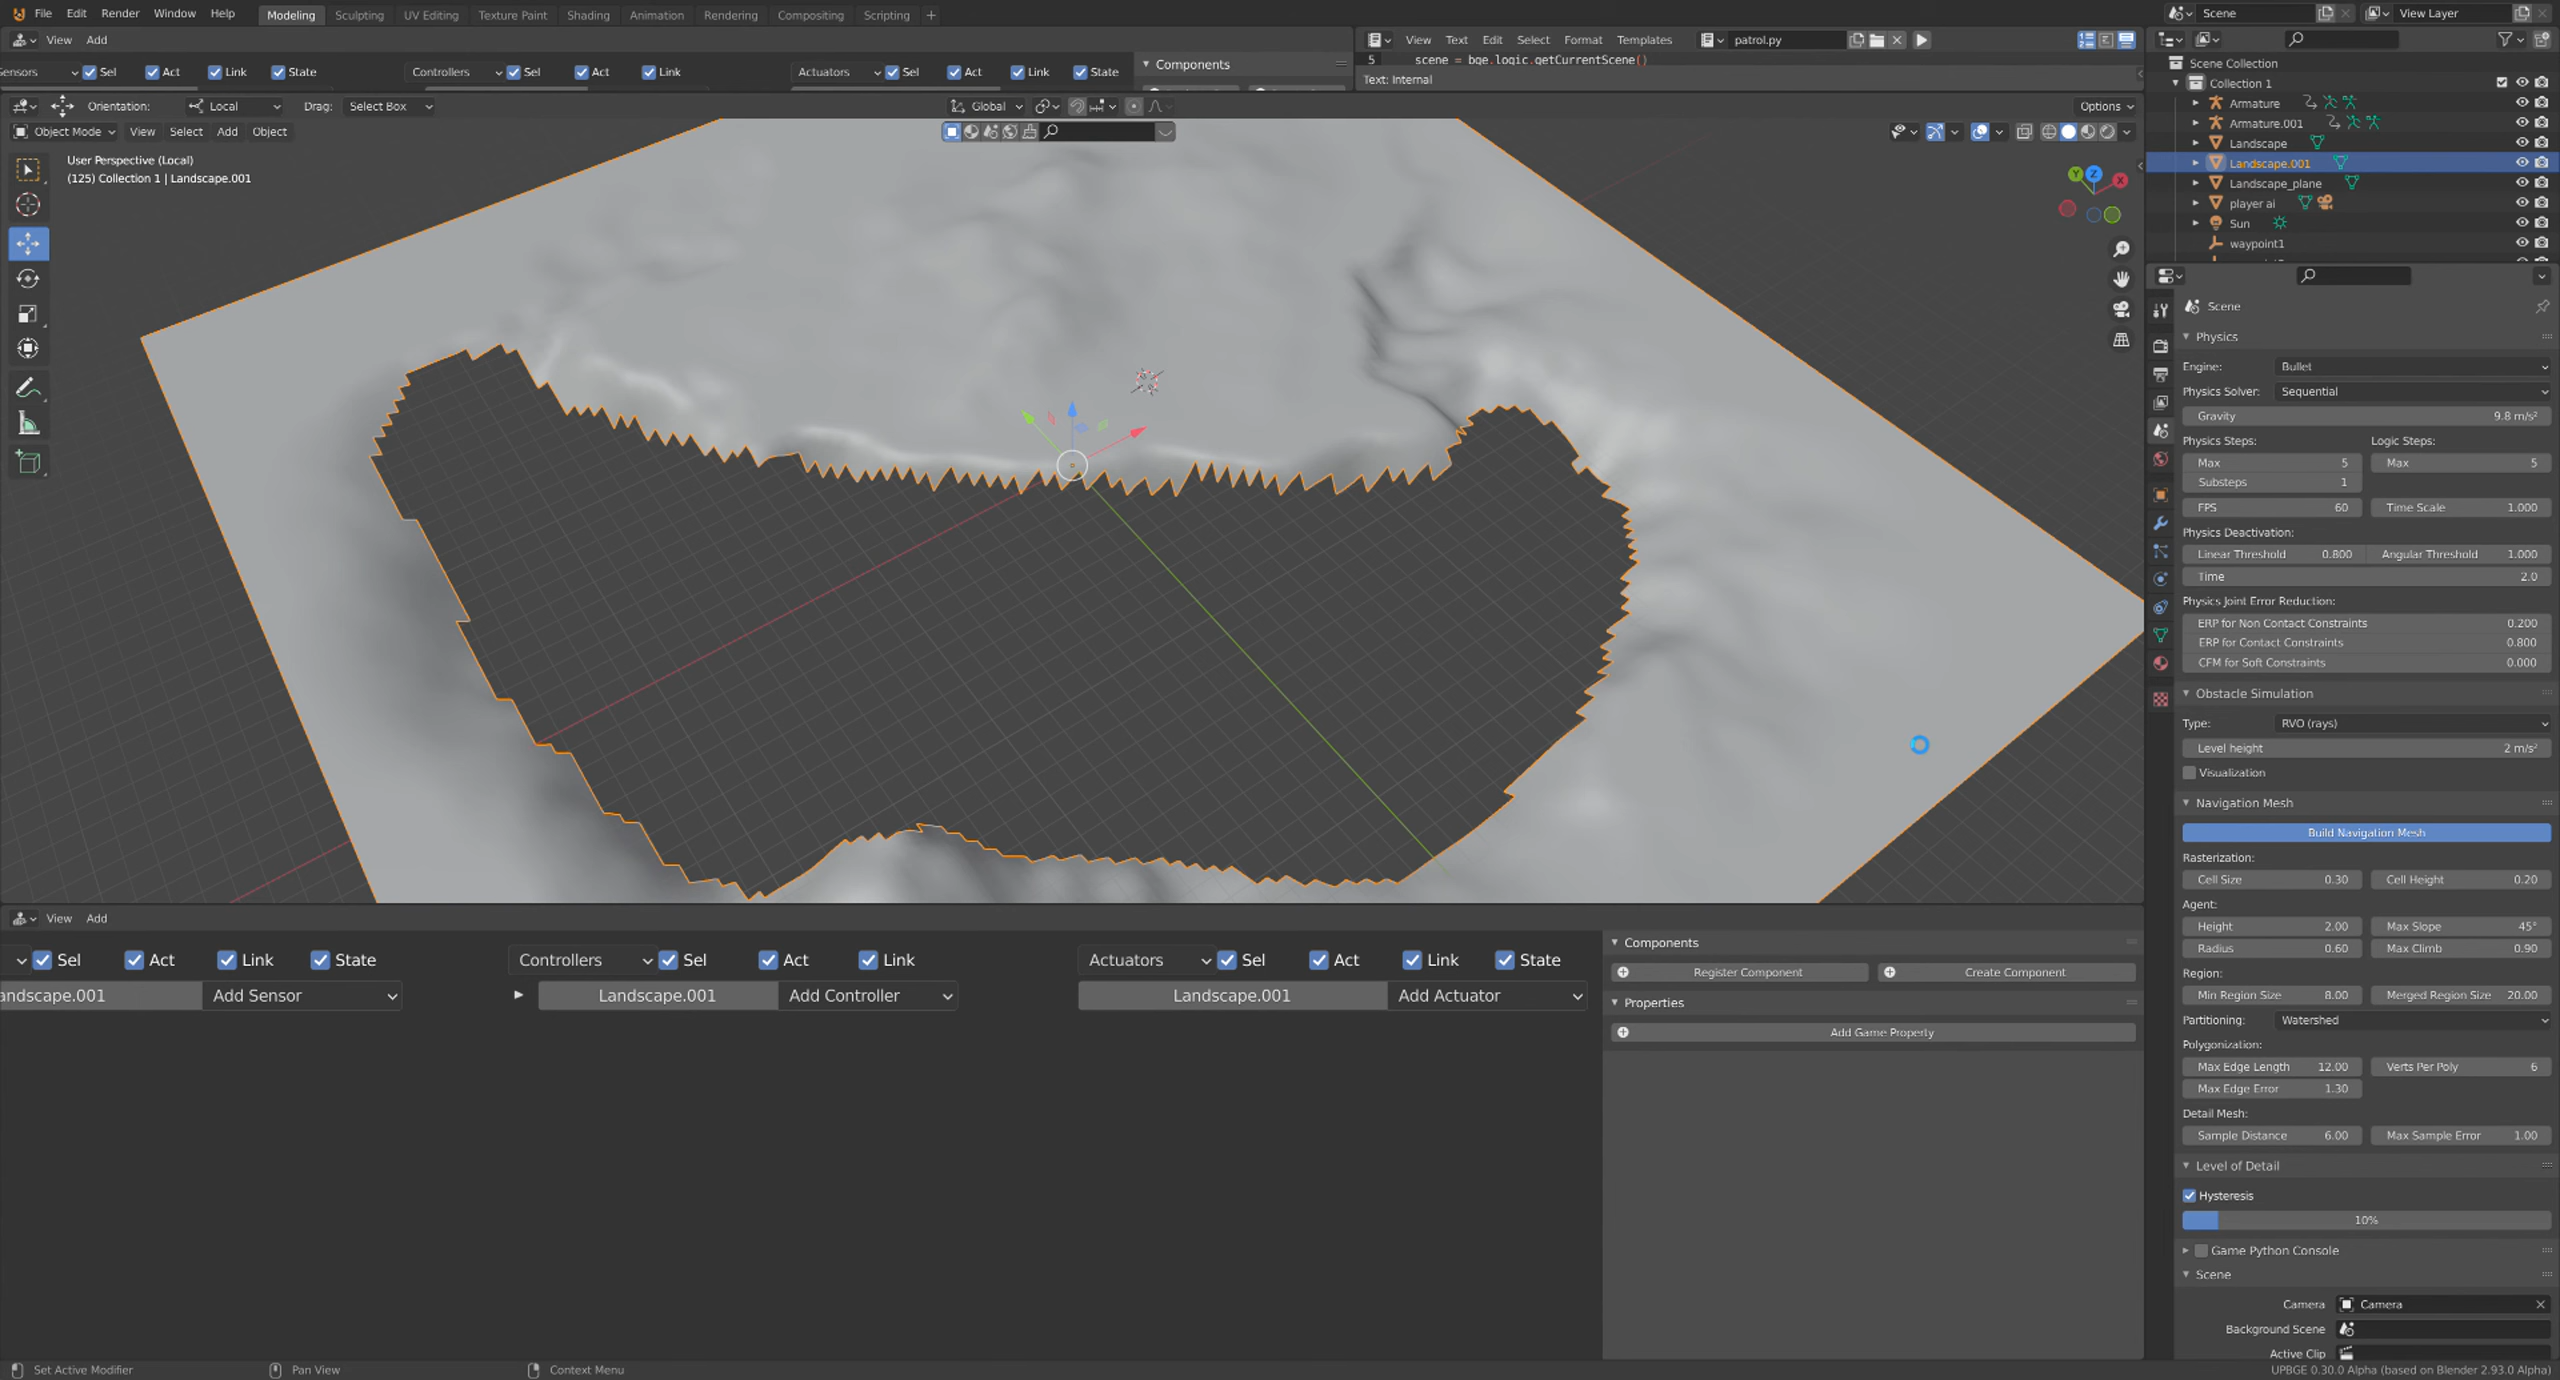 File Edit Render Window Help Modeling Sculpting UV Editing Texture Paint Shading Animation Rendering Compositing Scripting + Scene View Layer
View Add
View Text Edit Select Format Templates patrol.py
ensors Sel Act Link State Controllers Sel Act Link Actuators Sel Act Link State Components
5 scene = bge.logic.getCurrentScene()
Text: Internal
Scene Collection
Collection 1
Armature
Armature.001
Landscape
Landscape.001
Landscape_plane
player ai
Sun
waypoint1
Orientation: Local Drag: Select Box Global Options
Object Mode View Select Add Object
User Perspective (Local)
(125) Collection 1 | Landscape.001
Y Z X
Scene
Physics
Engine: Bullet
Physics Solver: Sequential
Gravity 9.8 m/s²
Physics Steps: Logic Steps:
Max 5 Max 5
Substeps 1
FPS 60 Time Scale 1.000
Physics Deactivation:
Linear Threshold 0.800 Angular Threshold 1.000
Time 2.0
Physics Joint Error Reduction:
ERP for Non Contact Constraints 0.200
ERP for Contact Constraints 0.800
CFM for Soft Constraints 0.000
Obstacle Simulation
Type: RVO (rays)
Level height 2 m/s²
Visualization
Navigation Mesh
Build Navigation Mesh
Rasterization:
Cell Size 0.30 Cell Height 0.20
Agent:
Height 2.00 Max Slope 45°
Radius 0.60 Max Climb 0.90
Region:
Min Region Size 8.00 Merged Region Size 20.00
Partitioning: Watershed
Polygonization:
Max Edge Length 12.00 Verts Per Poly 6
Max Edge Error 1.30
Detail Mesh:
Sample Distance 6.00 Max Sample Error 1.00
Level of Detail
Hysteresis
10%
Game Python Console
Scene
Camera Camera
Background Scene
Active Clip
View Add
Sel Act Link State Controllers Sel Act Link Actuators Sel Act Link State
andscape.001 Add Sensor Landscape.001 Add Controller Landscape.001 Add Actuator
Components
Register Component Create Component
Properties
Add Game Property
Set Active Modifier Pan View Context Menu UPBGE 0.30.0 Alpha (based on Blender 2.93.0 Alpha)